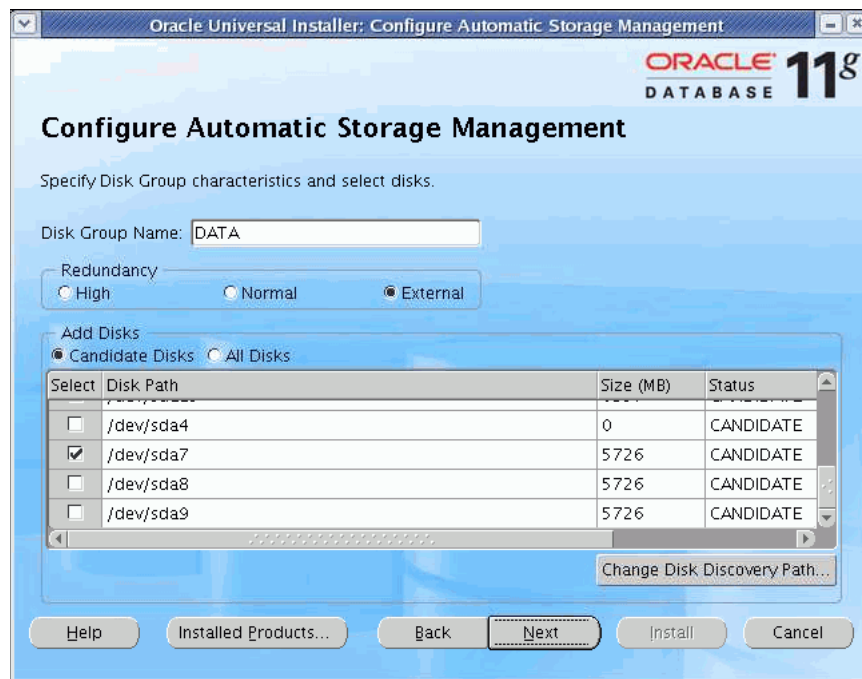 Oracle Universal Installer: Configure Automatic Storage Management
ORACLE
DATABASE 11g
Configure Automatic Storage Management
Specify Disk Group characteristics and select disks.
Disk Group Name: DATA
Redundancy
High Normal External
Add Disks
Candidate Disks All Disks
Select Disk Path Size (MB) Status
/dev/sda4 0 CANDIDATE
/dev/sda7 5726 CANDIDATE
/dev/sda8 5726 CANDIDATE
/dev/sda9 5726 CANDIDATE
Change Disk Discovery Path...
Help Installed Products... Back Next Install Cancel